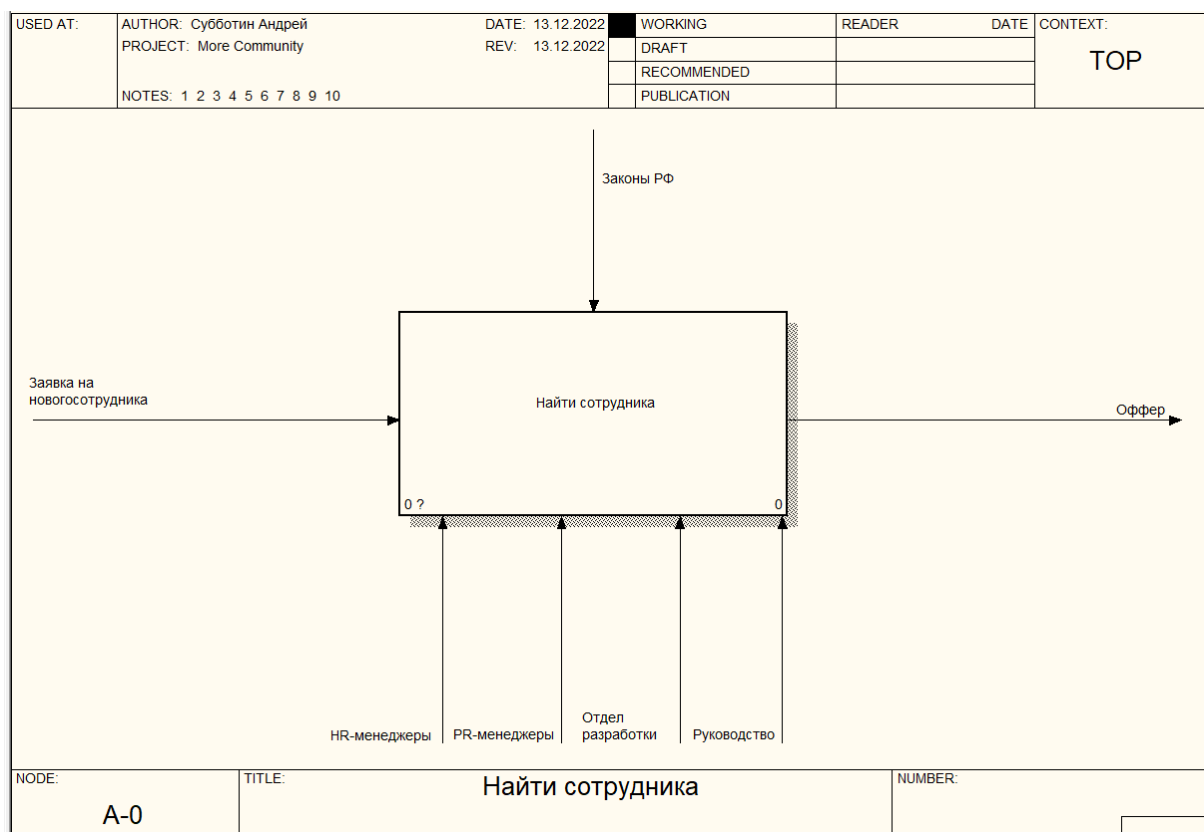 USED AT:
AUTHOR: Субботин Андрей
DATE: 13.12.2022
WORKING
READER
DATE
CONTEXT:
PROJECT: More Community
REV: 13.12.2022
DRAFT
TOP
RECOMMENDED
NOTES: 1 2 3 4 5 6 7 8 9 10
PUBLICATION
Законы РФ
Заявка на
новогосотрудника
Найти сотрудника
Оффер
0 ?
0
HR-менеджеры
PR-менеджеры
Отдел
разработки
Руководство
NODE:
TITLE:
Найти сотрудника
NUMBER:
A-0